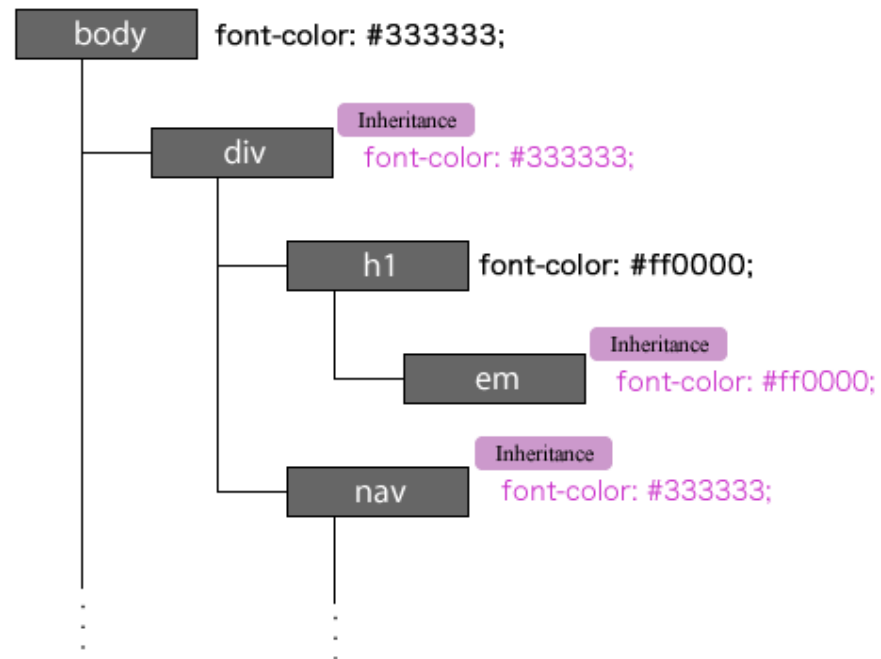 body font-color: #333333;
Inheritance
div font-color: #333333;
h1 font-color: #ff0000;
Inheritance
em font-color: #ff0000;
Inheritance
nav font-color: #333333;